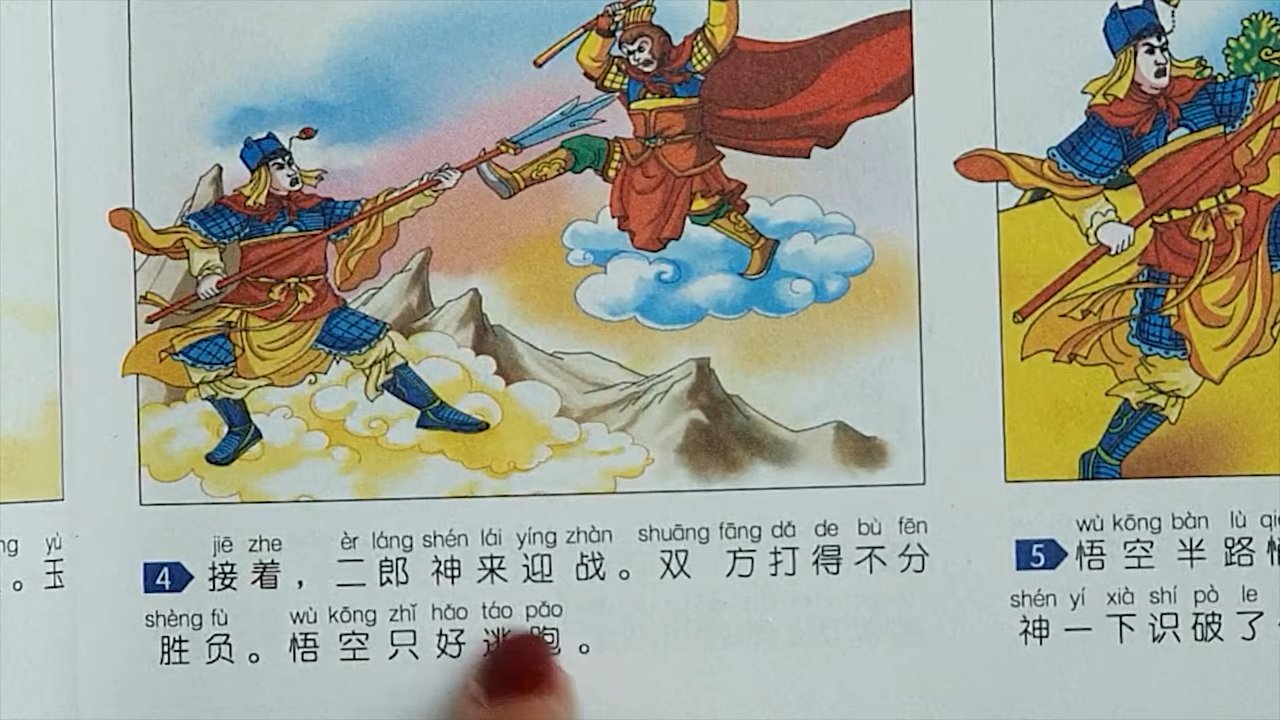 ng yù
。玉
jiē zhe èr láng shén lái yíng zhàn shuāng fāng dǎ de bù fēn
4 接着，二郎神来迎战。双方打得不分
shèng fù wù kōng zhǐ hǎo táo pǎo
胜负。悟空只好逃跑。
wù kōng bàn lù
5 悟空半路
shén yí xià shí pò le
神一下识破了